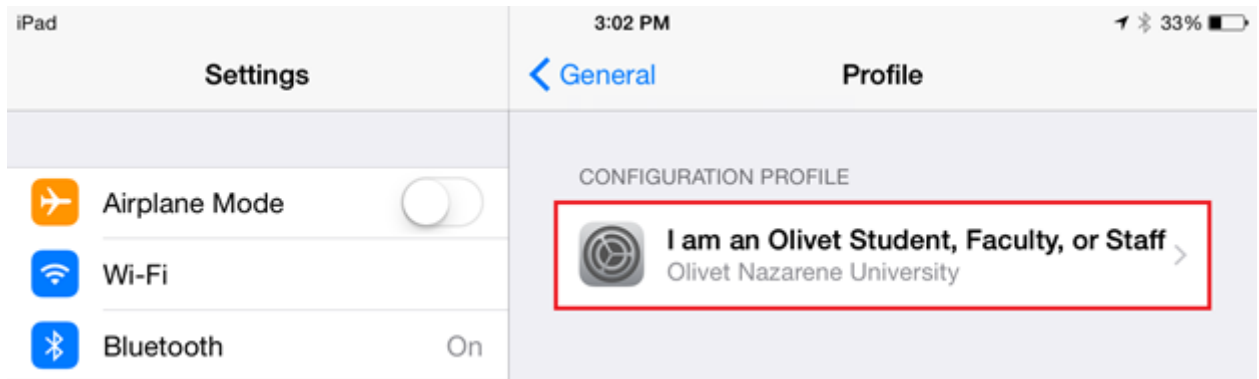 iPad 3:02 PM 33%
Settings
General Profile
Airplane Mode
Wi-Fi
Bluetooth On
CONFIGURATION PROFILE
I am an Olivet Student, Faculty, or Staff
Olivet Nazarene University